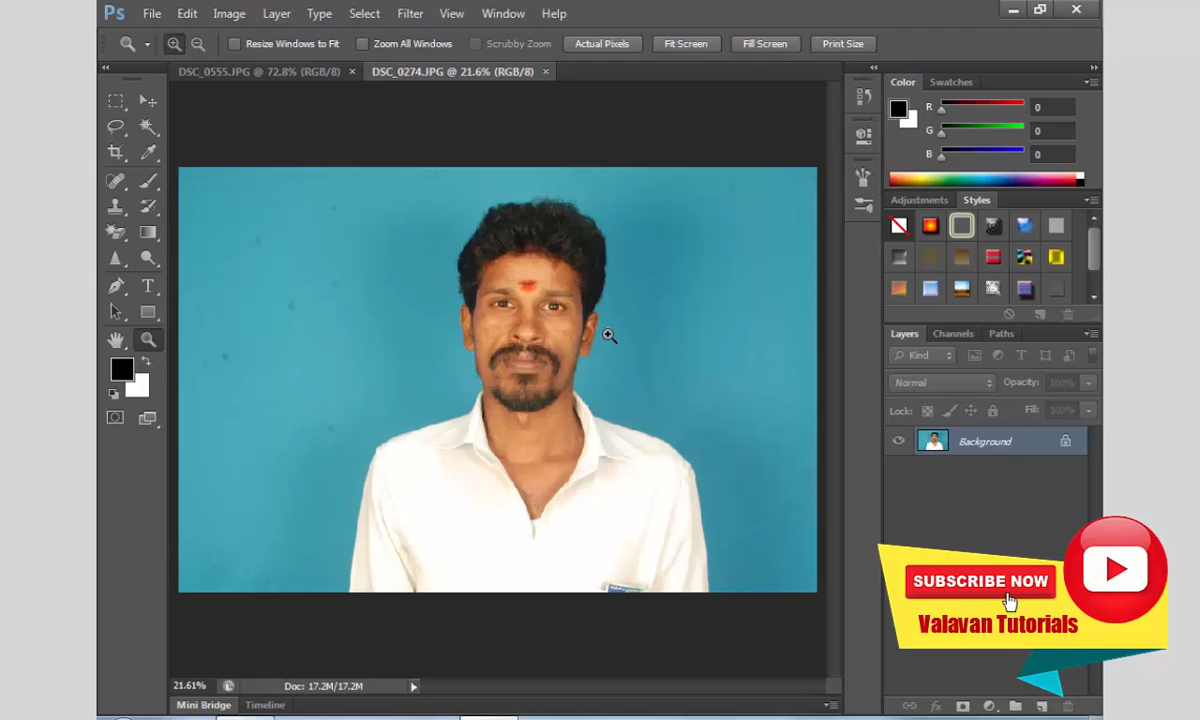 Ps File Edit Image Layer Type Select Filter View Window Help
Resize Windows to Fit Zoom All Windows Scrubby Zoom Actual Pixels Fit Screen Fill Screen Print Size
DSC_0555.JPG @ 72.8% (RGB/8) × DSC_0274.JPG @ 21.6% (RGB/8) ×
Color Swatches
R 0
G 0
B 0
Adjustments Styles
Layers Channels Paths
Kind
Normal Opacity: 100%
Lock: Fill: 100%
Background
SUBSCRIBE NOW
Valavan Tutorials
21.61% Doc: 17.2M/17.2M
Mini Bridge Timeline